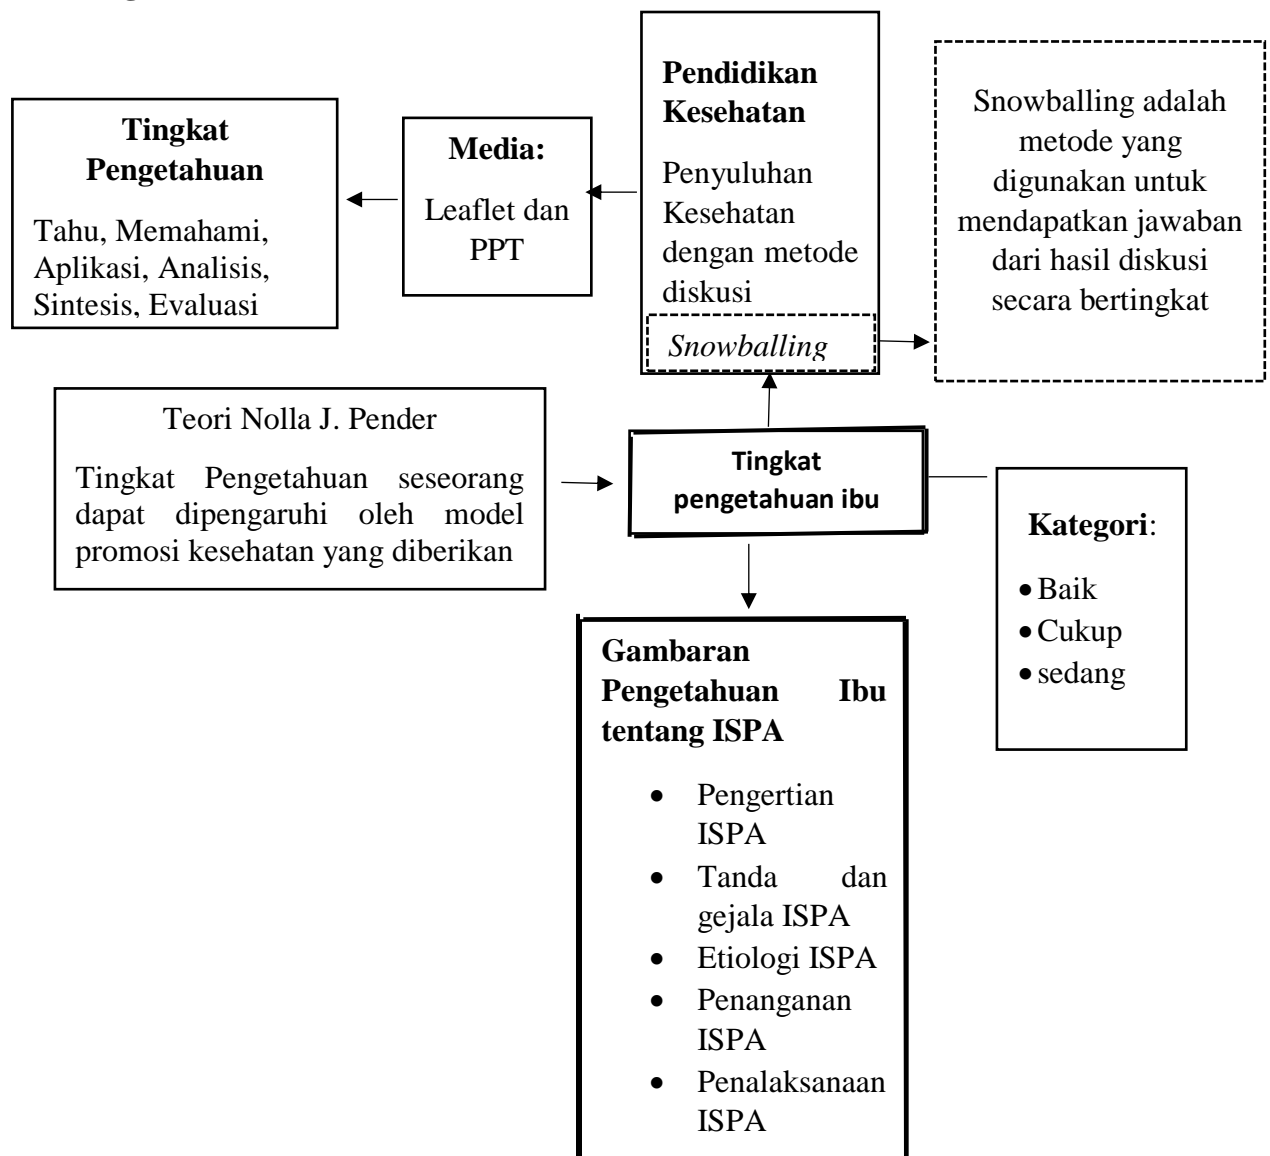 Pendidikan
Kesehatan
Penyuluhan
Kesehatan
dengan metode
diskusi
Snowballing
Snowballing adalah
metode yang
digunakan untuk
mendapatkan jawaban
dari hasil diskusi
secara bertingkat
Tingkat
Pengetahuan
Tahu, Memahami,
Aplikasi, Analisis,
Sintesis, Evaluasi
Media:
Leaflet dan
PPT
Teori Nolla J. Pender
Tingkat Pengetahuan seseorang
dapat dipengaruhi oleh model
promosi kesehatan yang diberikan
Tingkat
pengetahuan ibu
Kategori:
• Baik
• Cukup
• sedang
Gambaran
Pengetahuan Ibu
tentang ISPA
• Pengertian
ISPA
• Tanda dan
gejala ISPA
• Etiologi ISPA
• Penanganan
ISPA
• Penalaksanaan
ISPA